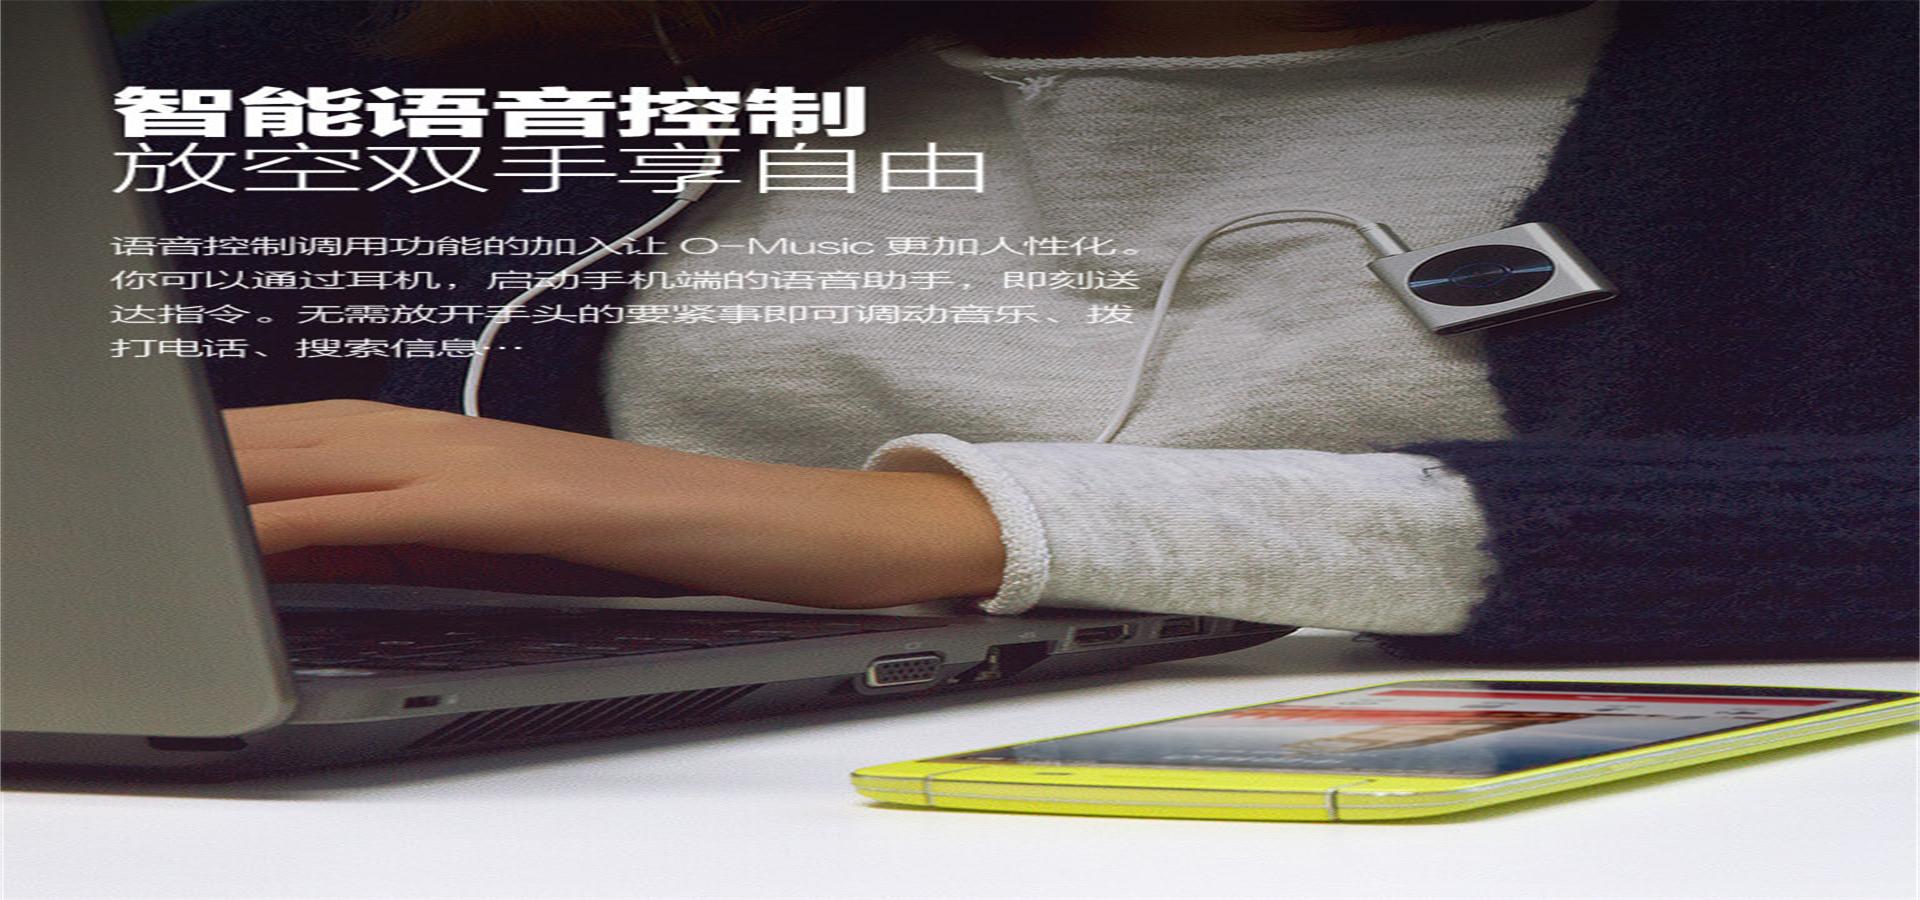 智能语音控制
放空双手享自由
语音控制调用功能的加入让 O-Music 更加人性化。
你可以通过耳机，启动手机端的语音助手，即刻送
达指令。无需放开手头的要紧事即可调动音乐、拨
打电话、搜索信息…